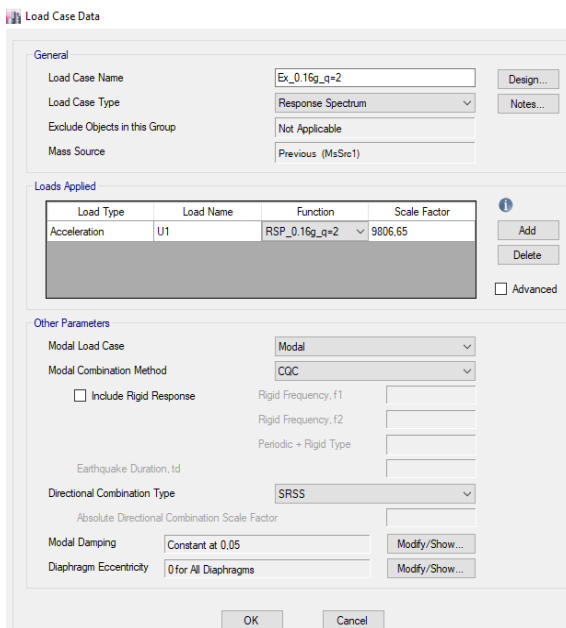 Load Case Data
General
Load Case Name Ex_0.16g_q=2 Design...
Load Case Type Response Spectrum Notes...
Exclude Objects in this Group Not Applicable
Mass Source Previous (MsSrc1)
Loads Applied
Load Type Load Name Function Scale Factor
Acceleration U1 RSP_0.16g_q=2 9806,65 Add
Delete
Advanced
Other Parameters
Modal Load Case Modal
Modal Combination Method CQC
Include Rigid Response Rigid Frequency, f1
Rigid Frequency, f2
Periodic + Rigid Type
Earthquake Duration, td
Directional Combination Type SRSS
Absolute Directional Combination Scale Factor
Modal Damping Constant at 0,05 Modify/Show...
Diaphragm Eccentricity 0 for All Diaphragms Modify/Show...
OK Cancel